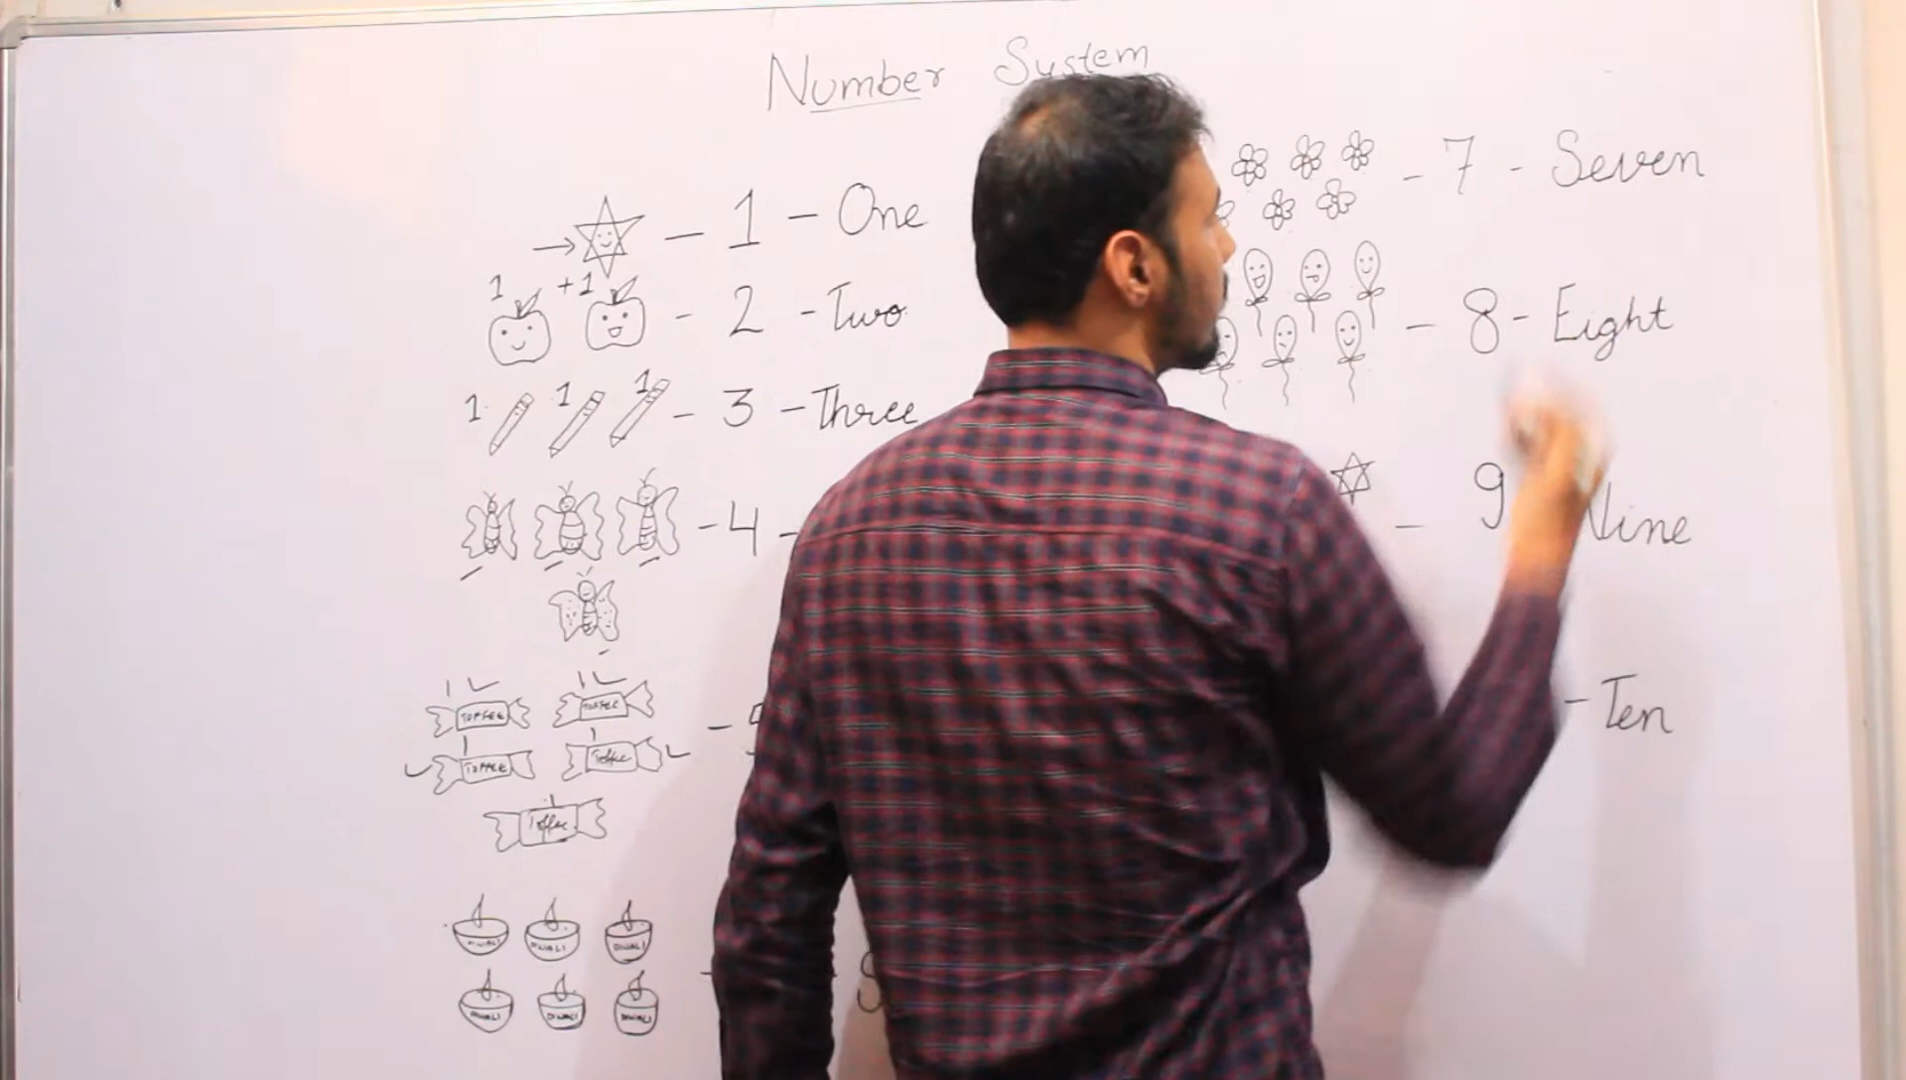 Number System
1 - One
1 +1
- 2 - Two
1 1 1 - 3 - Three
- 4 -
TOFFEE TOFFEE
TOFFEE Toffee
Toffee
DIWALI DIWALI DIWALI
DIWALI DIWALI DIWALI
- 7 - Seven
- 8 - Eight
- 9 Nine
- Ten